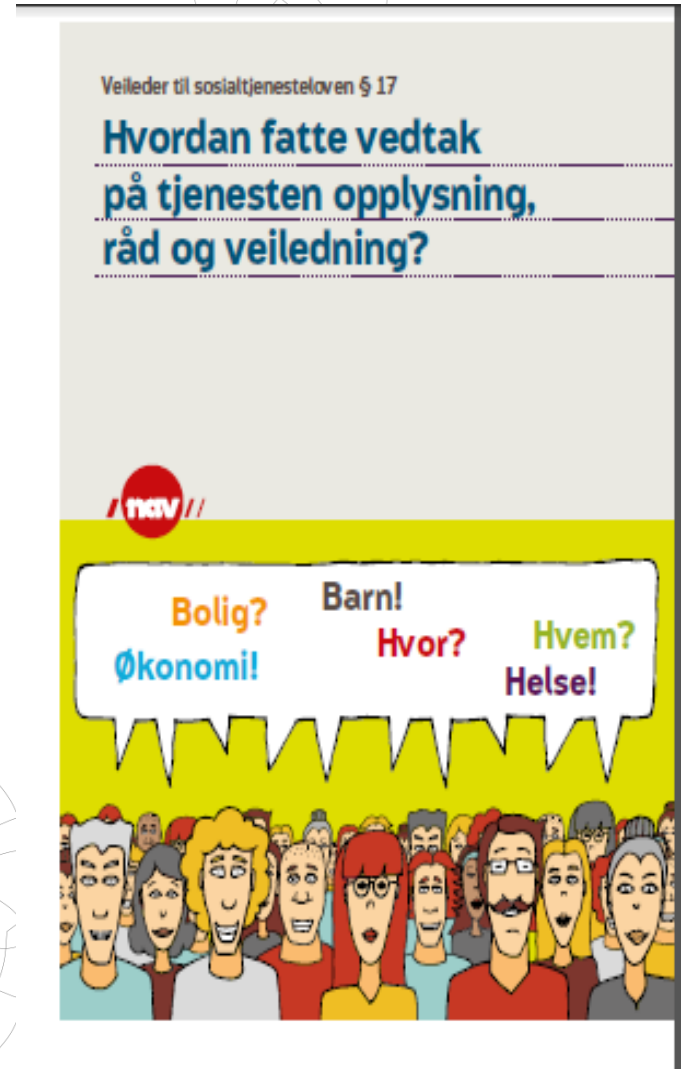 Veileder til sosialtjenesteloven § 17
Hvordan fatte vedtak
på tjenesten opplysning,
råd og veiledning?
nav
Barn!
Bolig?
Hvor?
Hvem?
Økonomi!
Helse!